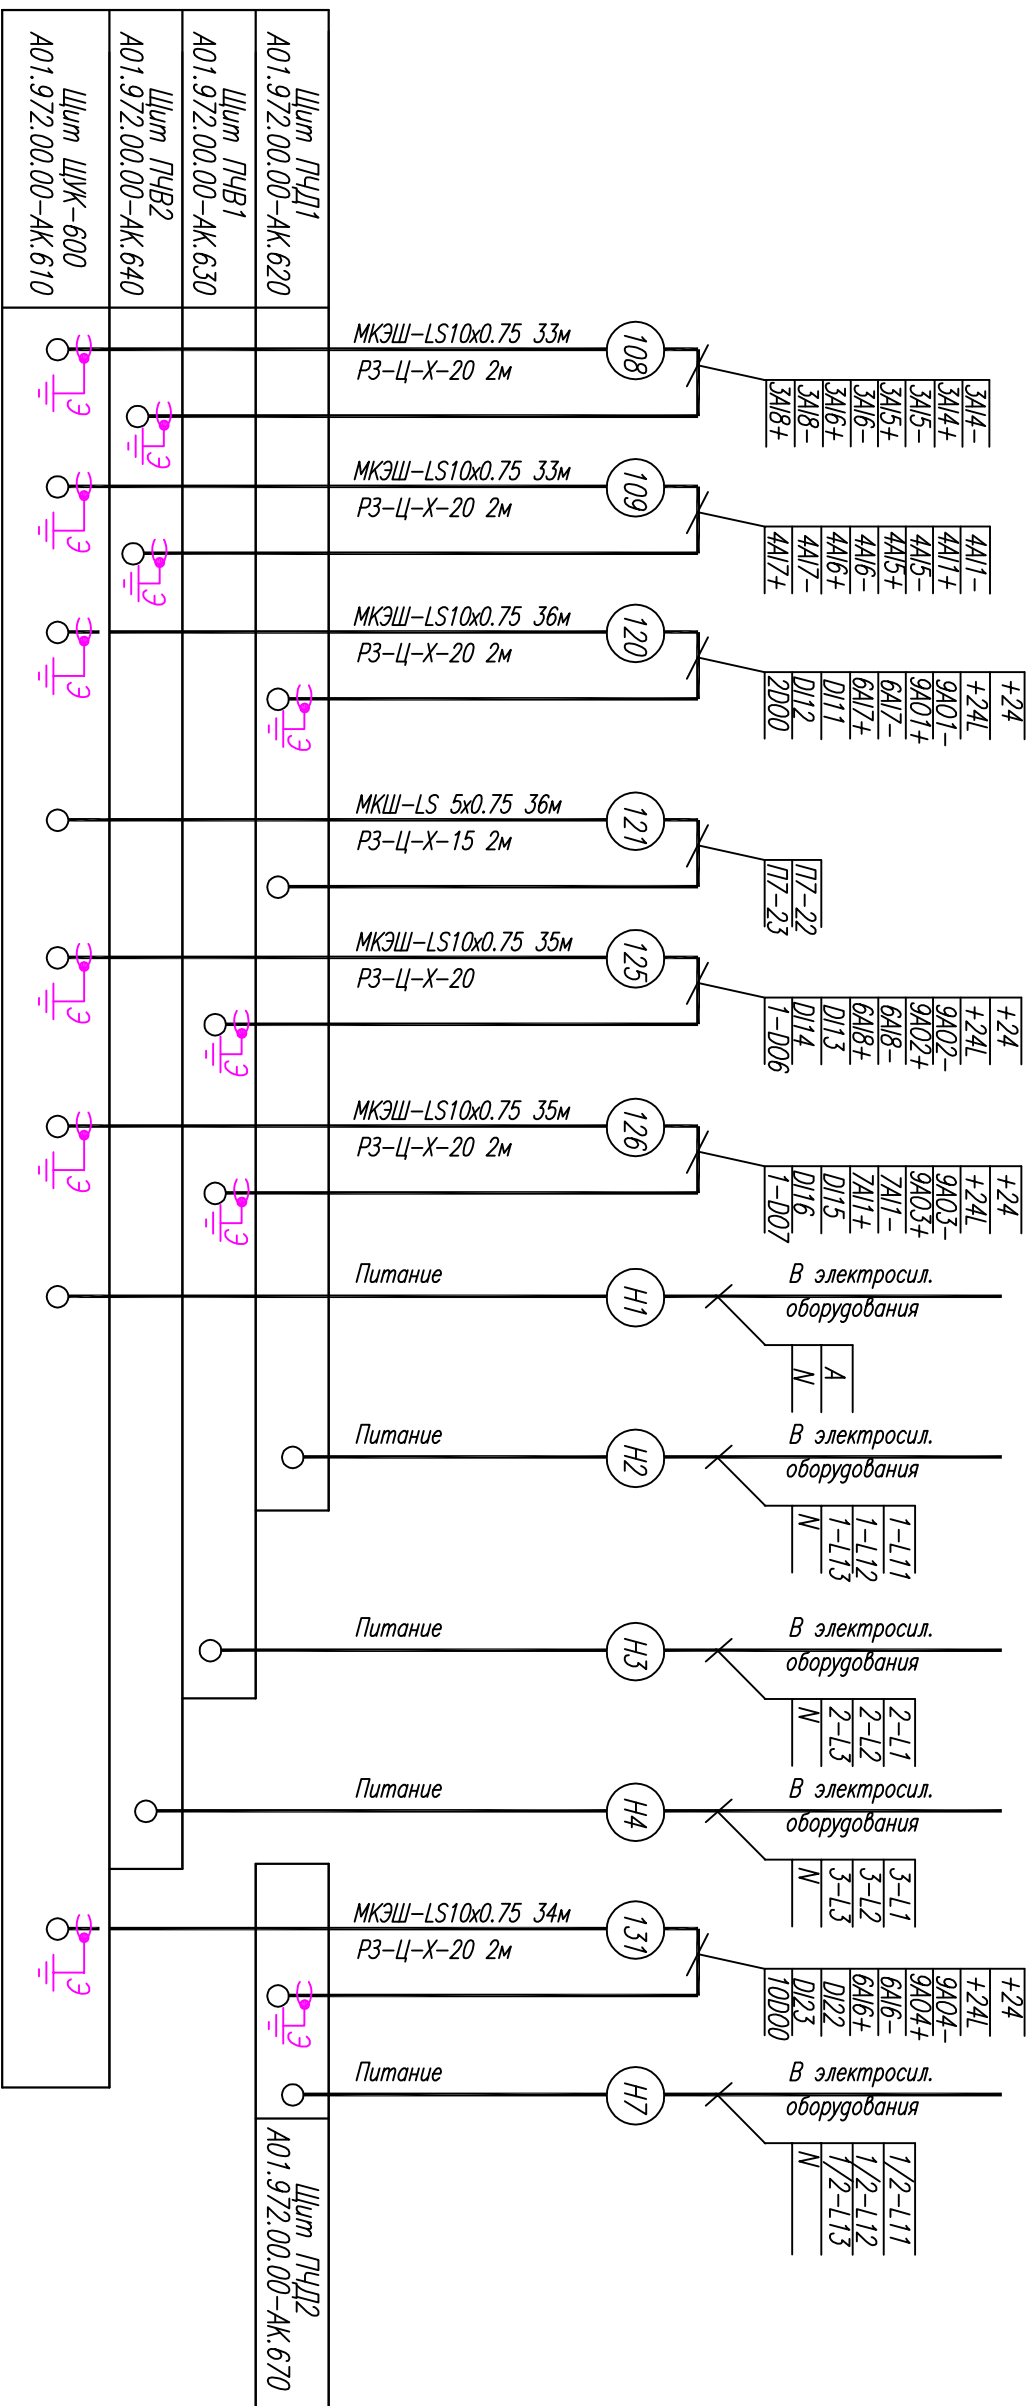 Щит ПЧД1
А01.972.00.00-АК.620
Щит ПЧВ1
А01.972.00.00-АК.630
Щит ПЧВ2
А01.972.00.00-АК.640
Щит ЩУК-600
А01.972.00.00-АК.610
МКЭШ-LS10х0.75 33м
РЗ-Ц-Х-20 2м
108
3AI4-
3AI4+
3AI5-
3AI5+
3AI6-
3AI6+
3AI8-
3AI8+
Э
Э
МКЭШ-LS10х0.75 33м
РЗ-Ц-Х-20 2м
109
4AI1-
4AI1+
4AI5-
4AI5+
4AI6-
4AI6+
4AI7-
4AI7+
Э
Э
МКЭШ-LS10х0.75 36м
РЗ-Ц-Х-20 2м
120
+24
+24L
9AO1-
9AO1+
6AI7-
6AI7+
DI11
DI12
2DO0
Э
Э
МКШ-LS 5х0.75 36м
РЗ-Ц-Х-15 2м
121
П7-22
П7-23
МКЭШ-LS10х0.75 35м
РЗ-Ц-Х-20
125
+24
+24L
9AO2-
9AO2+
6AI8-
6AI8+
DI13
DI14
1-DO6
Э
Э
МКЭШ-LS10х0.75 35м
РЗ-Ц-Х-20 2м
126
+24
+24L
9AO3-
9AO3+
7AI1-
7AI1+
DI15
DI16
1-DO7
Э
Э
Питание
Н1
В электросил.
оборудования
A
N
Питание
Н2
В электросил.
оборудования
1-L11
1-L12
1-L13
N
Питание
Н3
В электросил.
оборудования
2-L1
2-L2
2-L3
N
Питание
Н4
В электросил.
оборудования
3-L1
3-L2
3-L3
N
МКЭШ-LS10х0.75 34м
РЗ-Ц-Х-20 2м
131
+24
+24L
9AO4-
9AO4+
6AI6-
6AI6+
DI22
DI23
10DO0
Э
Э
Питание
Н7
В электросил.
оборудования
1/2-L11
1/2-L12
1/2-L13
N
Щит ПЧД2
А01.972.00.00-АК.670